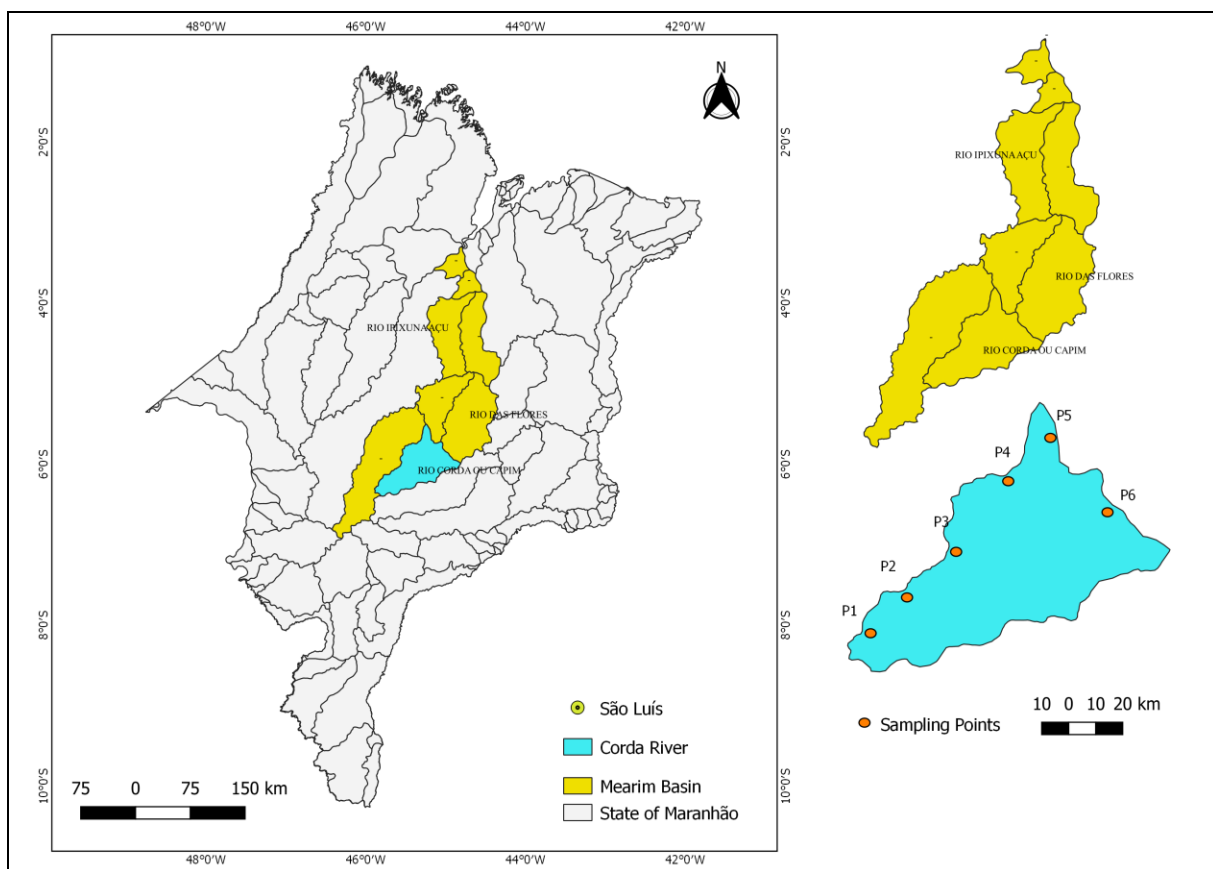 48°0'W 46°0'W 44°0'W 42°0'W
N
2°0'S
4°0'S
6°0'S
8°0'S
10°0'S
RIO IPIXUNA AÇU
RIO DAS FLORES
RIO CORDA OU CAPIM
São Luís
Corda River
Mearim Basin
State of Maranhão
75 0 75 150 km
48°0'W 46°0'W 44°0'W 42°0'W
2°0'S
4°0'S
6°0'S
8°0'S
10°0'S
RIO IPIXUNA AÇU
RIO DAS FLORES
RIO CORDA OU CAPIM
P5
P4
P6
P3
P2
P1
10 0 10 20 km
Sampling Points